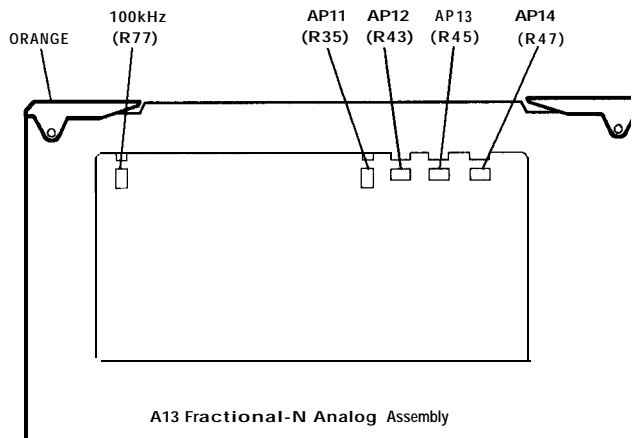 100kHz AP11 AP12 AP13 AP14
ORANGE (R77) (R35) (R43) (R45) (R47)
A13 Fractional-N Analog Assembly